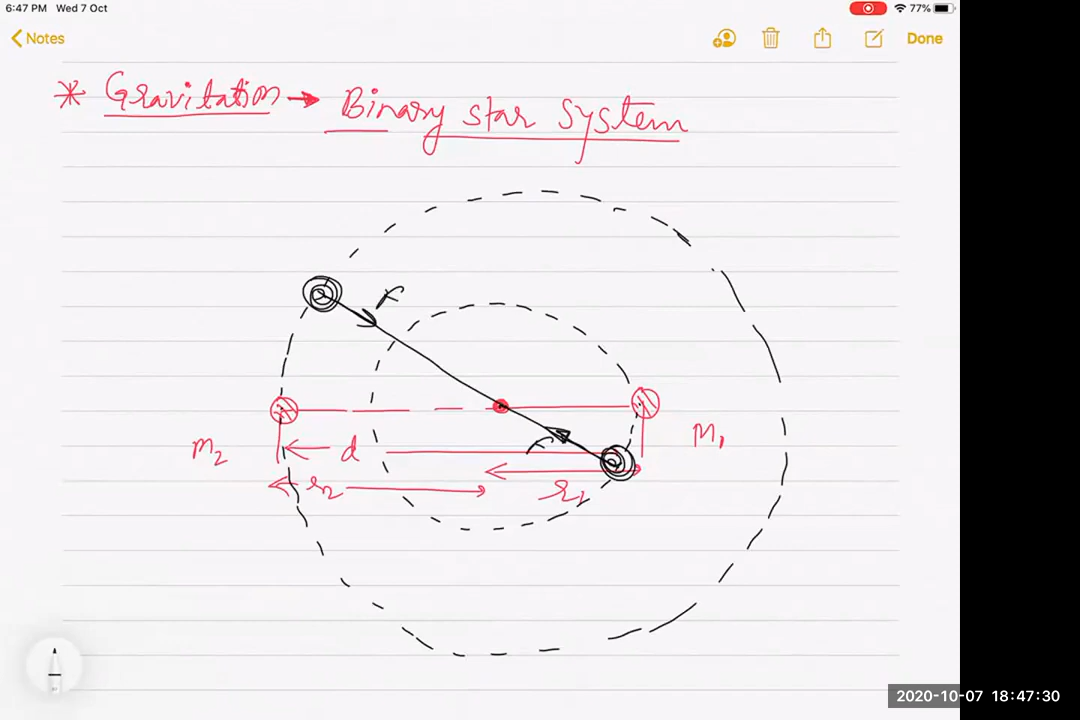 6:47 PM Wed 7 Oct 77%
Notes Done
* Gravitation → Binary star System
F
F
M2 d M1
r2 r1
2020-10-07 18:47:30